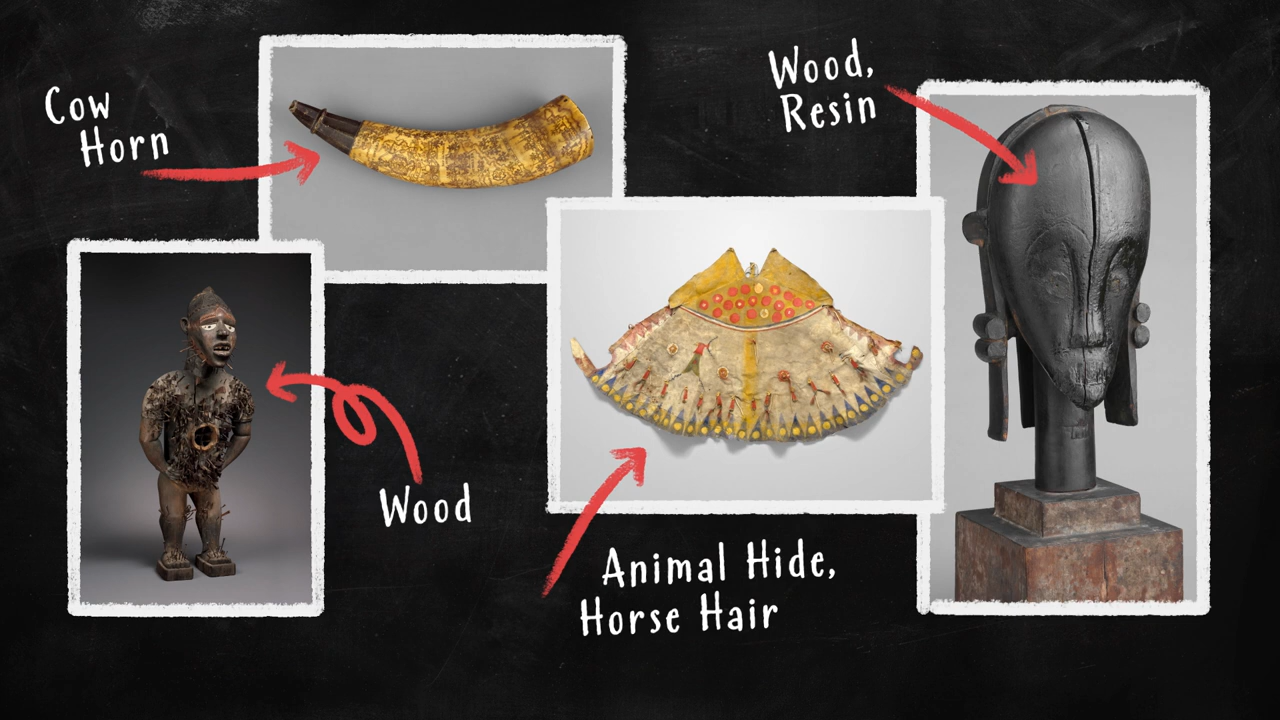 Cow
Horn
Wood,
Resin
Wood
Animal Hide,
Horse Hair